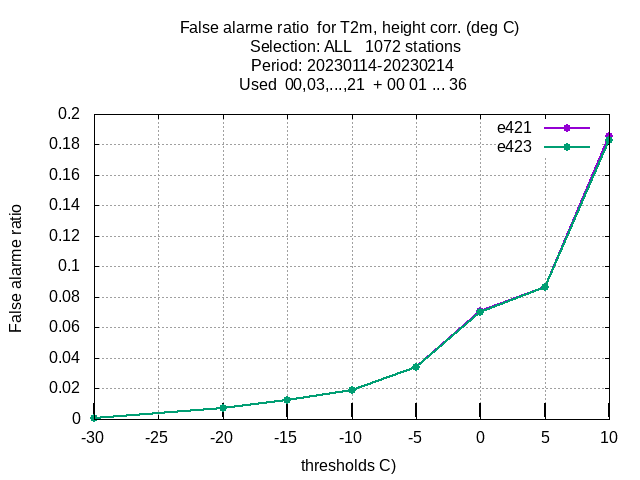 False alarme ratio  for T2m, height corr. (deg C)
Selection: ALL   1072 stations
Period: 20230114-20230214
Used  00,03,...,21  + 00 01 ... 36
e421
e423
0.2
0.18
0.16
0.14
0.12
0.1
0.08
0.06
0.04
0.02
0
False alarme ratio
-30 -25 -20 -15 -10 -5 0 5 10
thresholds C)